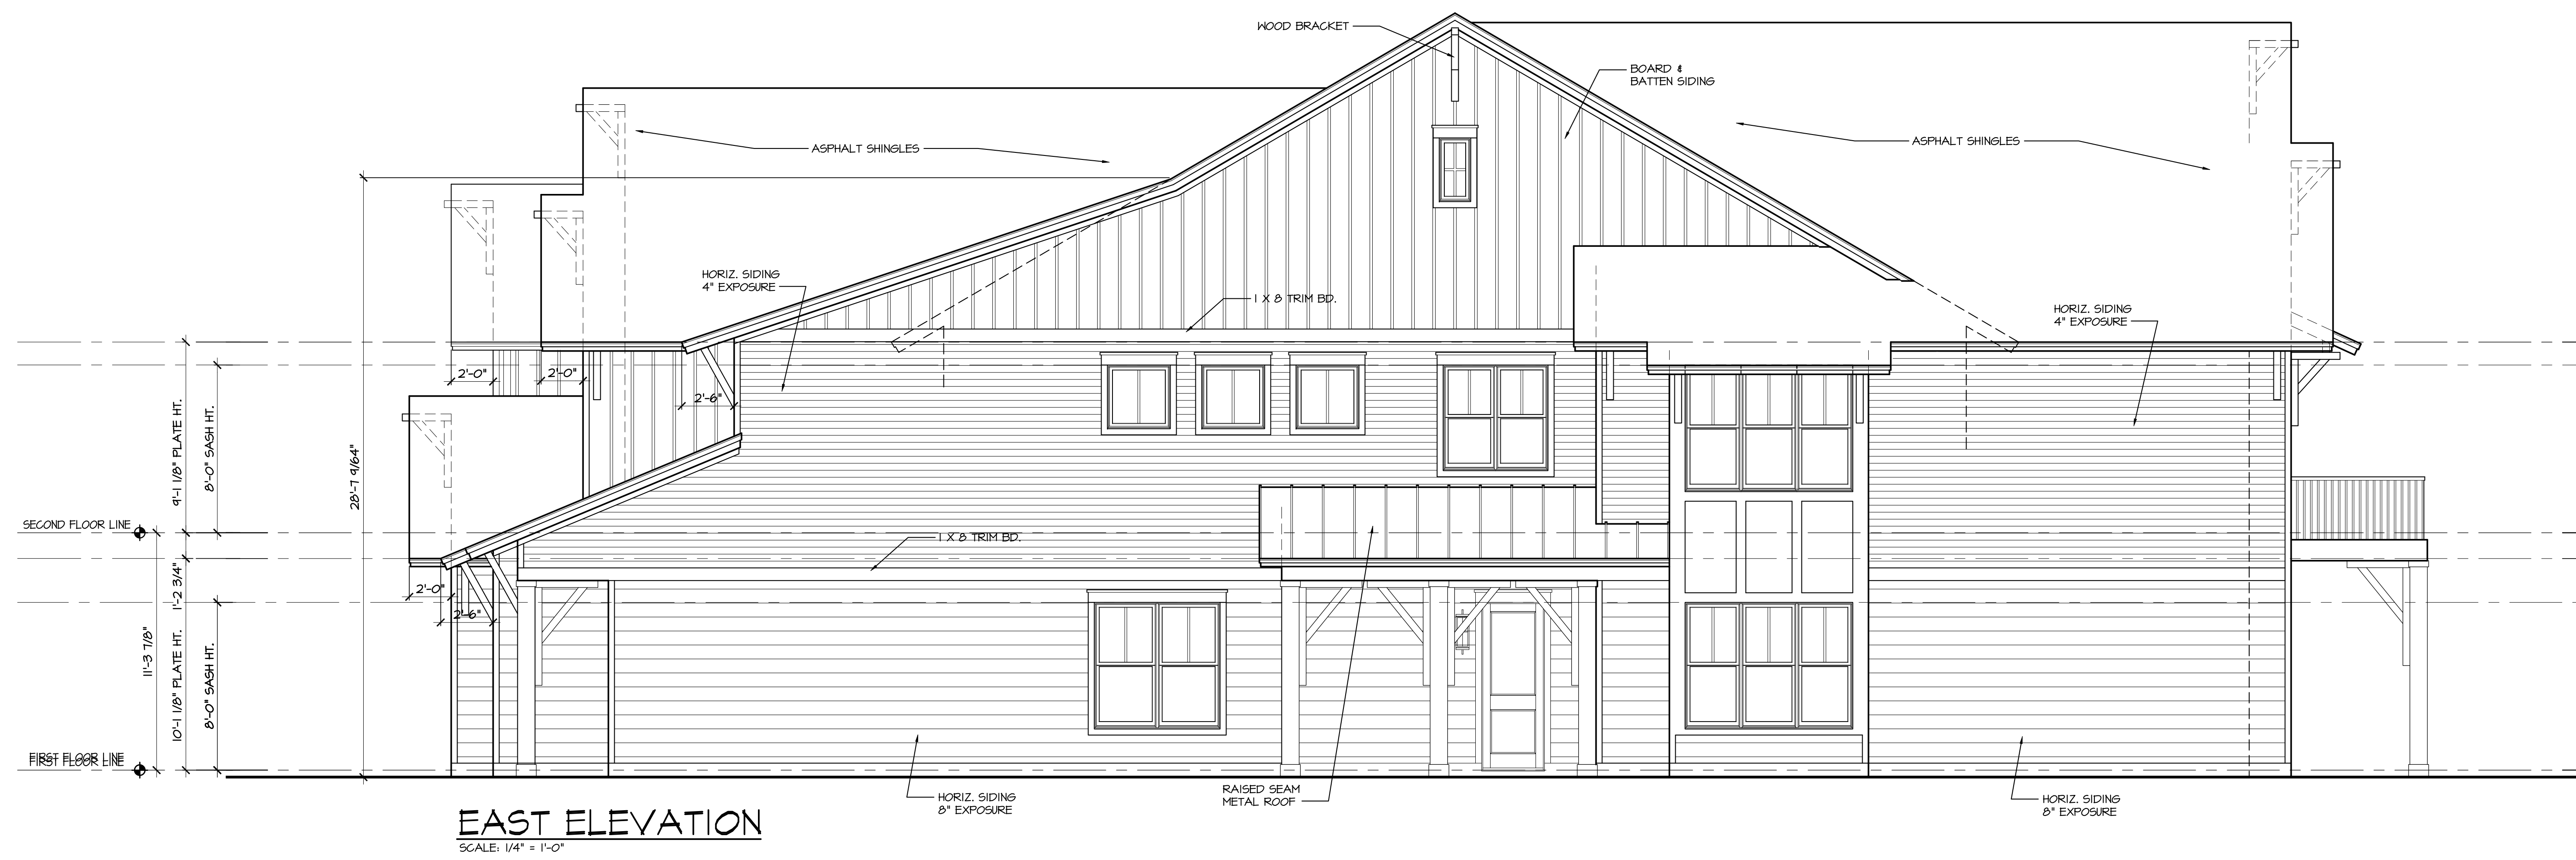 WOOD BRACKET
BOARD &
BATTEN SIDING
ASPHALT SHINGLES
ASPHALT SHINGLES
HORIZ. SIDING
4" EXPOSURE
1 X 8 TRIM BD.
HORIZ. SIDING
4" EXPOSURE
2'-0"
2'-0"
2'-6"
9'-1 1/8" PLATE HT.
8'-0" SASH HT.
28'-7 9/64"
SECOND FLOOR LINE
1 X 8 TRIM BD.
2'-0"
2'-6"
1'-2 3/4"
11'-3 7/8"
10'-1 1/8" PLATE HT.
8'-0" SASH HT.
FIRST FLOOR LINE
FIRST FLOOR LINE
HORIZ. SIDING
8" EXPOSURE
RAISED SEAM
METAL ROOF
HORIZ. SIDING
8" EXPOSURE
EAST ELEVATION
SCALE: 1/4" = 1'-0"